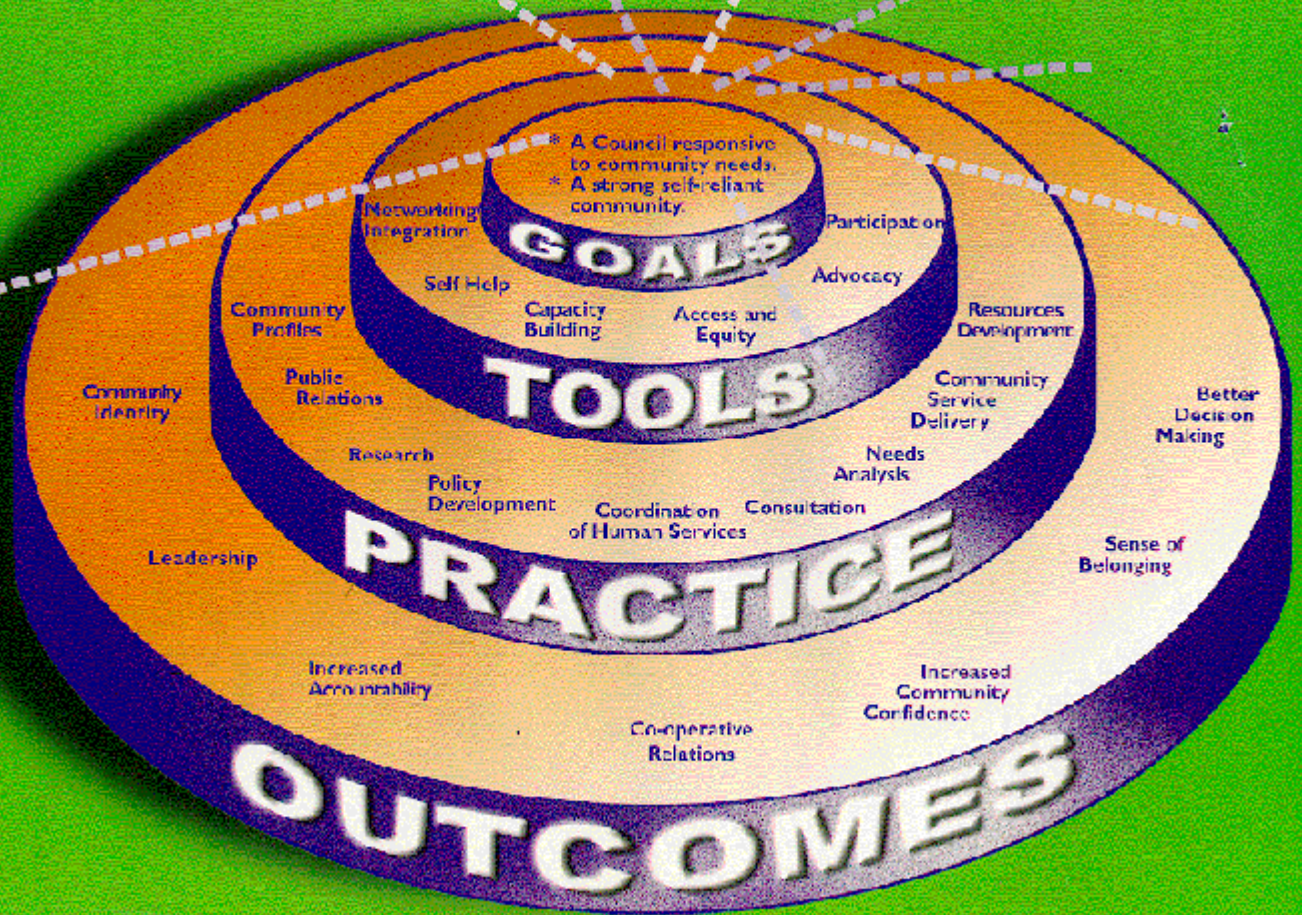 * A Council responsive
to community needs.
* A strong self-reliant
community.
GOALS
Networking
Integration
Self Help
Capacity
Building
Access and
Equity
Advocacy
Participation
TOOLS
Community
Profiles
Public
Relations
Research
Policy
Development
Coordination
of Human Services
Consultation
Needs
Analysis
Community
Service
Delivery
Resources
Development
PRACTICE
Community
Identity
Leadership
Increased
Accountability
Co-operative
Relations
Increased
Community
Confidence
Sense of
Belonging
Better
Decision
Making
OUTCOMES